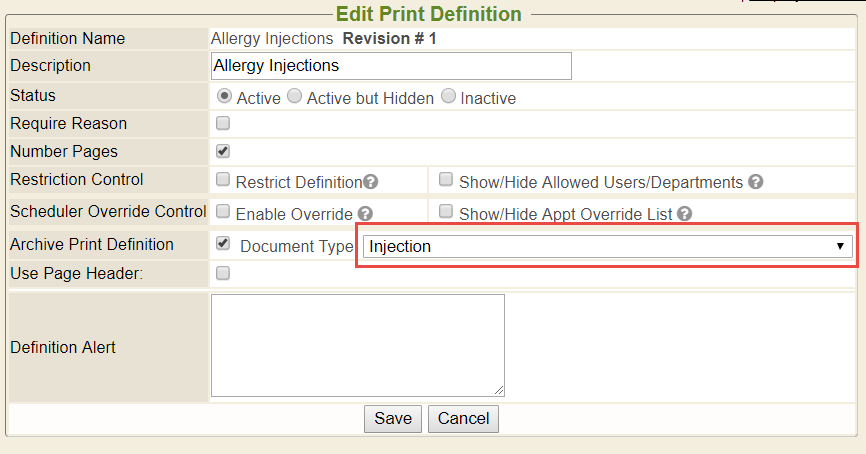 Edit Print Definition
Definition Name Allergy Injections Revision # 1
Description Allergy Injections
Status Active Active but Hidden Inactive
Require Reason
Number Pages
Restriction Control Restrict Definition ? Show/Hide Allowed Users/Departments ?
Scheduler Override Control Enable Override ? Show/Hide Appt Override List ?
Archive Print Definition Document Type Injection
Use Page Header:
Definition Alert
Save Cancel